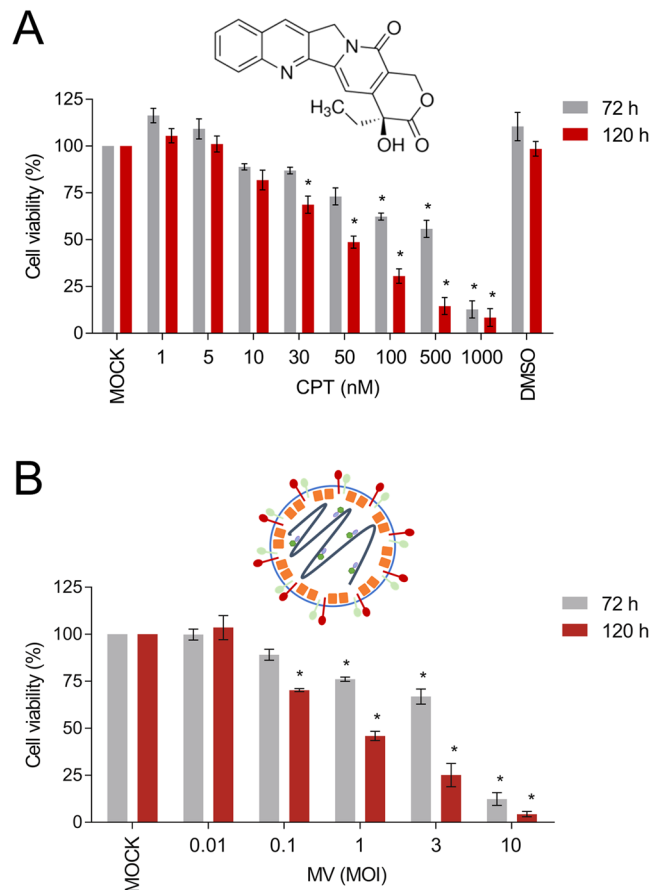 A
O
N
N
O
H₃C
OH
O
125
100
75
50
25
0
Cell viability (%)
72 h
120 h
* * * * * * * * *
MOCK 1 5 10 30 50 100 500 1000 DMSO
CPT (nM)
B
125
100
75
50
25
0
Cell viability (%)
72 h
120 h
* * * * * * *
MOCK 0.01 0.1 1 3 10
MV (MOI)